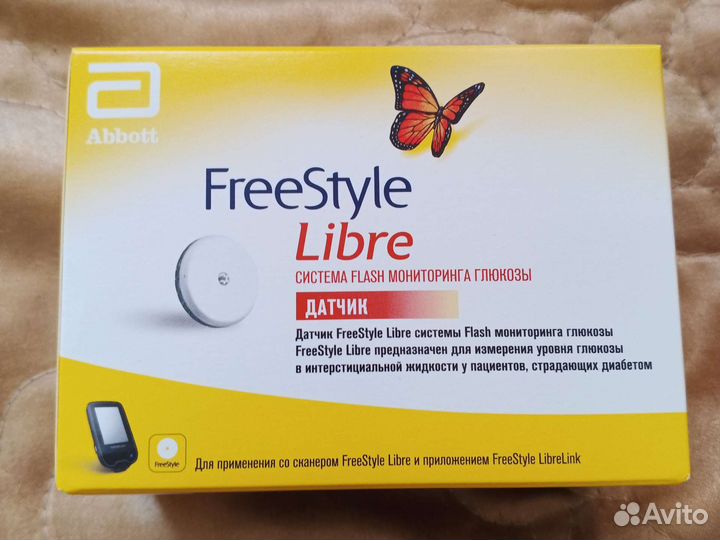 Abbott
FreeStyle
Libre
СИСТЕМА FLASH МОНИТОРИНГА ГЛЮКОЗЫ
ДАТЧИК
Датчик FreeStyle Libre системы Flash мониторинга глюкозы
FreeStyle Libre предназначен для измерения уровня глюкозы
в интерстициальной жидкости у пациентов, страдающих диабетом
FreeStyle
Для применения со сканером FreeStyle Libre и приложением FreeStyle LibreLink
Avito